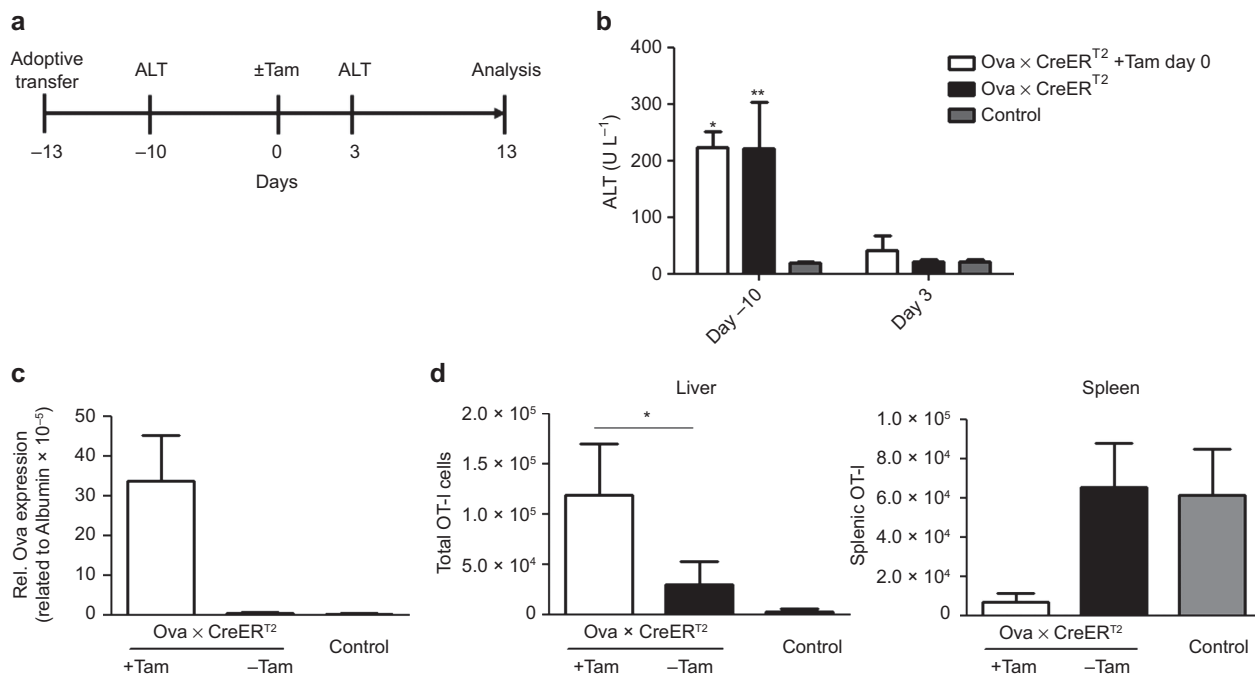 a
Adoptive
transfer
ALT
±Tam
ALT
Analysis
–13
–10
0
3
13
Days
b
ALT (U L⁻¹)
400
300
200
100
0
*
**
Day –10
Day 3
Ova × CreERᵀ² +Tam day 0
Ova × CreERᵀ²
Control
c
Rel. Ova expression
(related to Albumin × 10⁻⁵)
50
40
30
20
10
0
Ova × CreERᵀ²
+Tam
–Tam
Control
d
Liver
Total OT-I cells
2.0 × 10⁵
1.5 × 10⁵
1.0 × 10⁵
5.0 × 10⁴
0
*
Ova × CreERᵀ²
+Tam
–Tam
Control
Spleen
Splenic OT-I
1.0 × 10⁵
8.0 × 10⁴
6.0 × 10⁴
4.0 × 10⁴
2.0 × 10⁴
0
Ova × CreERᵀ²
+Tam
–Tam
Control